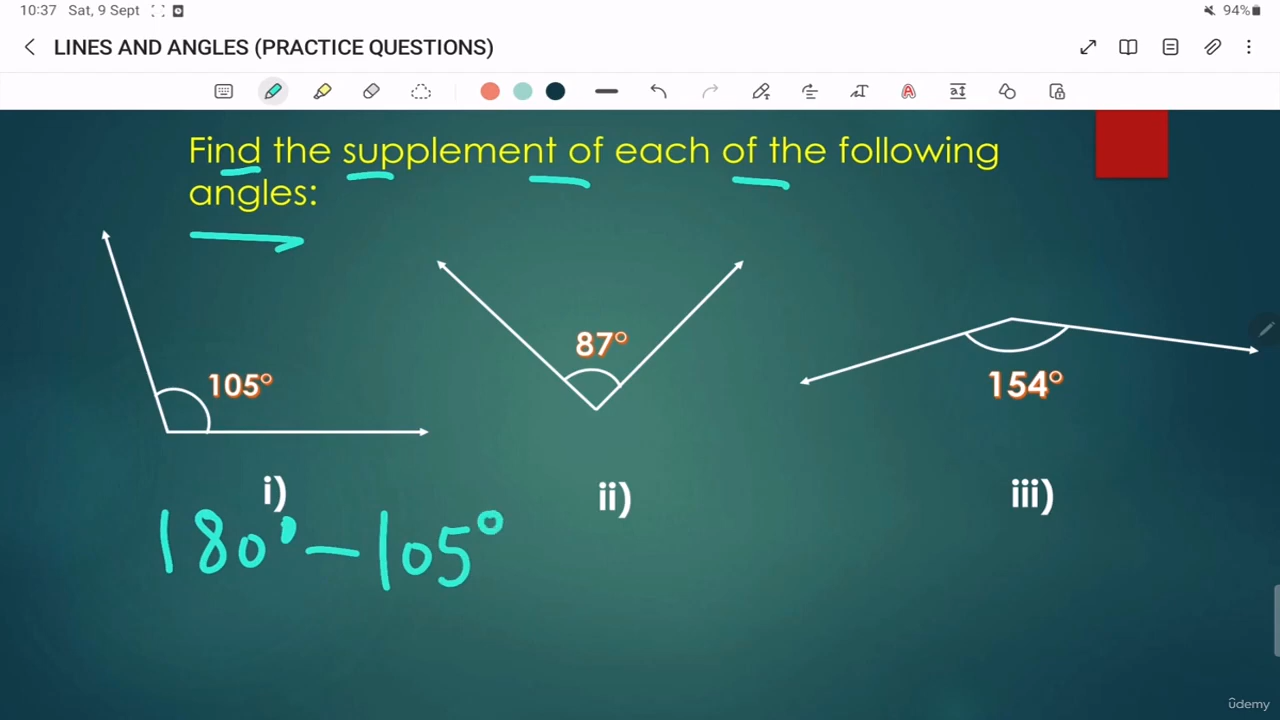 10:37 Sat, 9 Sept
94%
LINES AND ANGLES (PRACTICE QUESTIONS)
Find the supplement of each of the following
angles:
105°
87°
154°
i)
ii)
iii)
180° – 105°
ûdemy